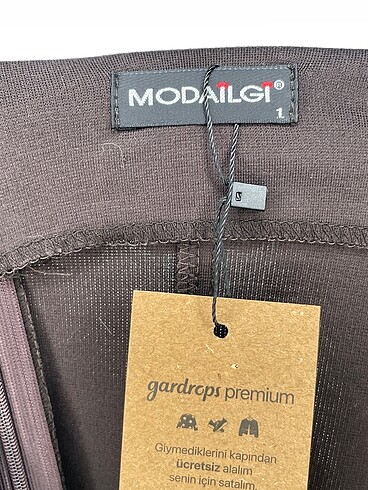 MODAİLGİ®
1
gardrops premium
Giymediklerini kapından
ücretsiz alalım
senin için satalım.